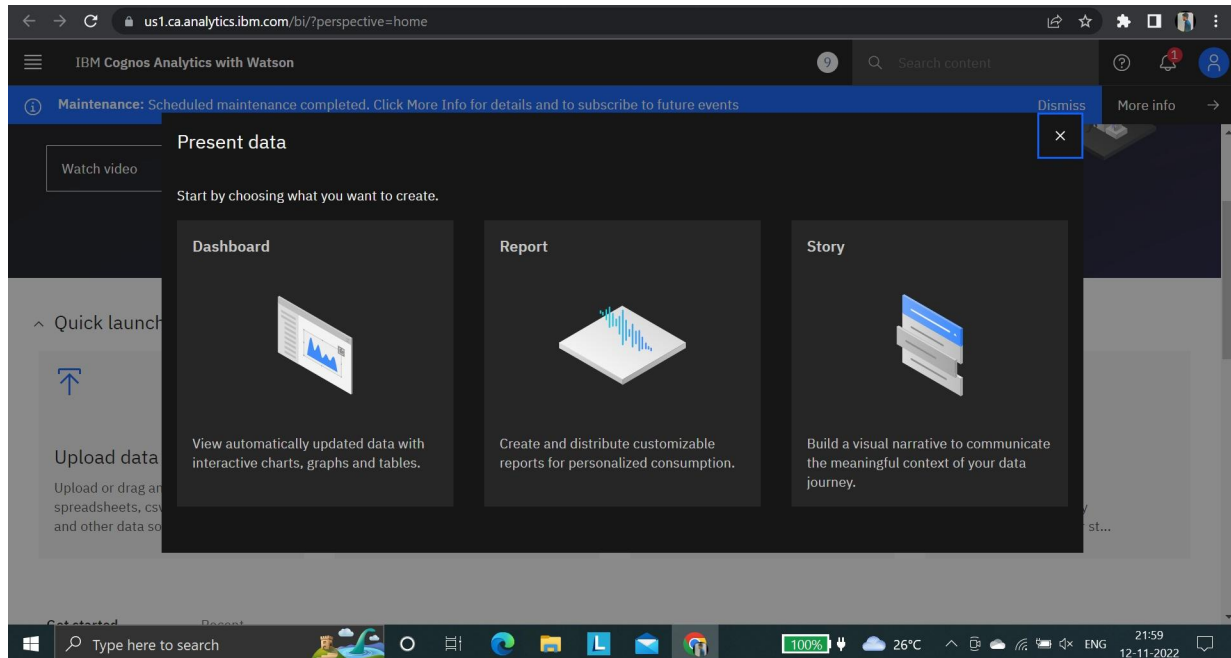 us1.ca.analytics.ibm.com/bi/?perspective=home
IBM Cognos Analytics with Watson
9
Search content
1
Maintenance: Scheduled maintenance completed. Click More Info for details and to subscribe to future events
Dismiss
More info
Present data
Watch video
Start by choosing what you want to create.
Dashboard
Report
Story
Quick launch
View automatically updated data with
interactive charts, graphs and tables.
Create and distribute customizable
reports for personalized consumption.
Build a visual narrative to communicate
the meaningful context of your data
journey.
Upload data
Upload or drag an
spreadsheets, csv
and other data so
st...
Get started
Recent
Type here to search
L
100%
26°C
ENG
21:59
12-11-2022